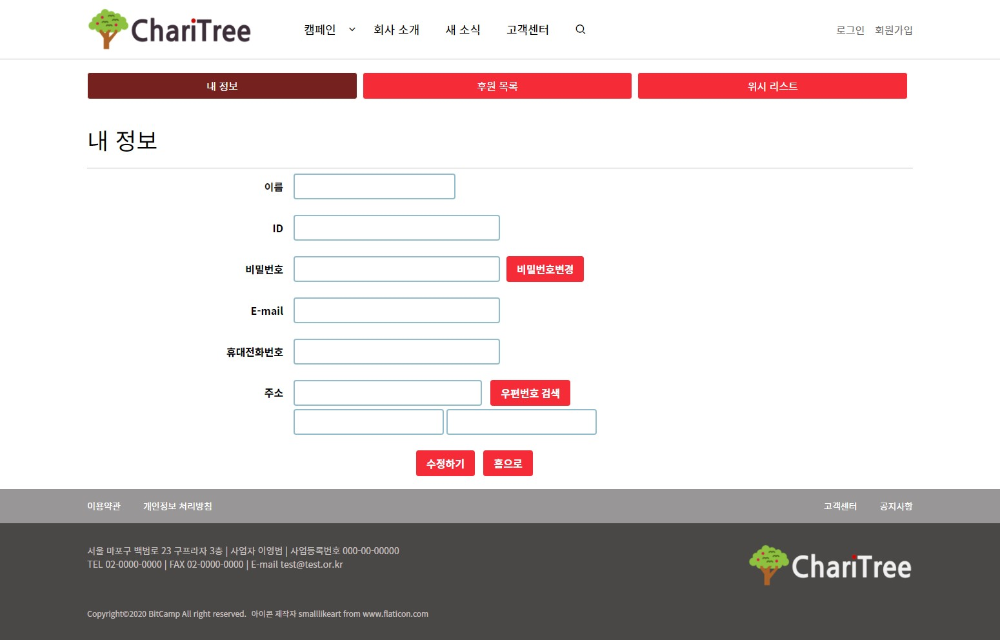 ChariTree
캠페인 회사 소개 새 소식 고객센터
로그인 회원가입
내 정보 후원 목록 위시 리스트
내 정보
이름
ID
비밀번호 비밀번호변경
E-mail
휴대전화번호
주소 우편번호 검색
수정하기 홈으로
이용약관 개인정보 처리방침 고객센터 공지사항
서울 마포구 백범로 23 구프라자 3층 | 사업자 이영범 | 사업등록번호 000-00-00000
TEL 02-0000-0000 | FAX 02-0000-0000 | E-mail test@test.or.kr
ChariTree
Copyright©2020 BitCamp All right reserved. 아이콘 제작자 smalllikeart from www.flaticon.com